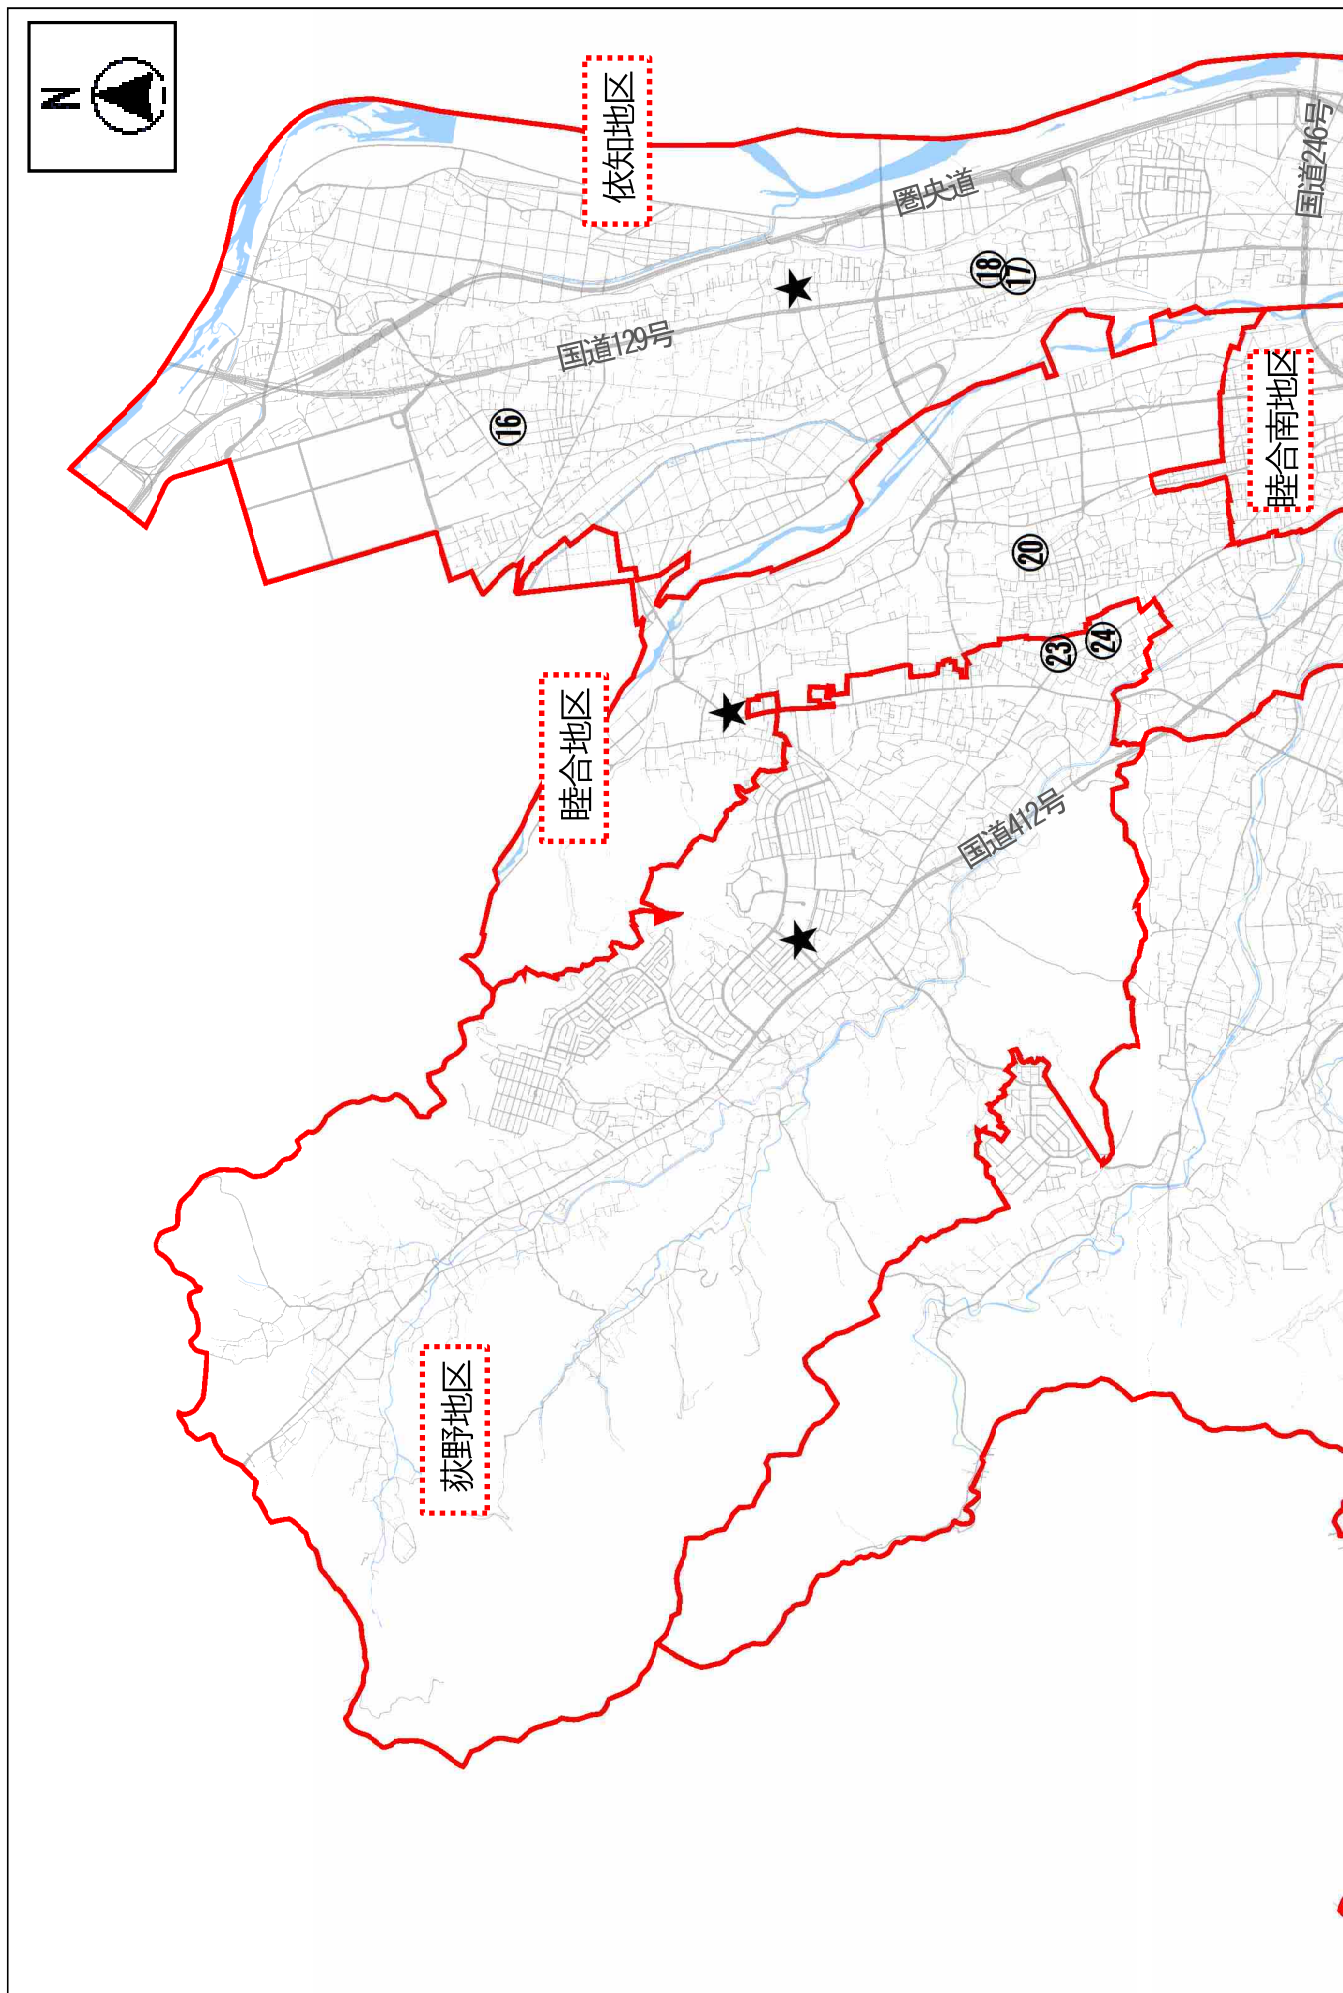 N
依知地区
圏央道
国道246号
国道129号
⑱
⑰
⑯
睦合南地区
⑳
㉓
㉔
睦合地区
国道412号
荻野地区